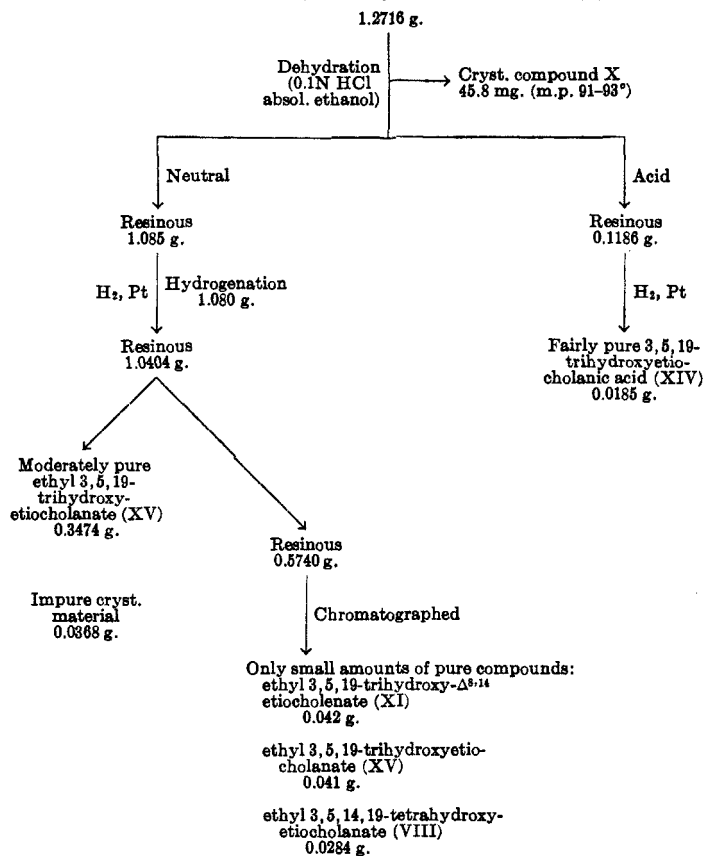 1.2716 g.
Dehydration
(0.1N HCl
absol. ethanol)
Cryst. compound X
45.8 mg. (m.p. 91–93°)
Neutral
Acid
Resinous
1.085 g.
Resinous
0.1186 g.
H₂, Pt
Hydrogenation
1.080 g.
H₂, Pt
Resinous
1.0404 g.
Fairly pure 3,5,19-
trihydroxyetio-
cholanic acid (XIV)
0.0185 g.
Moderately pure
ethyl 3,5,19-
trihydroxy-
etiocholanate (XV)
0.3474 g.
Resinous
0.5740 g.
Impure cryst.
material
0.0368 g.
Chromatographed
Only small amounts of pure compounds:
ethyl 3,5,19-trihydroxy-Δ⁸,¹⁴
etiocholenate (XI)
0.042 g.
ethyl 3,5,19-trihydroxyetio-
cholanate (XV)
0.041 g.
ethyl 3,5,14,19-tetrahydroxy-
etiocholanate (VIII)
0.0284 g.